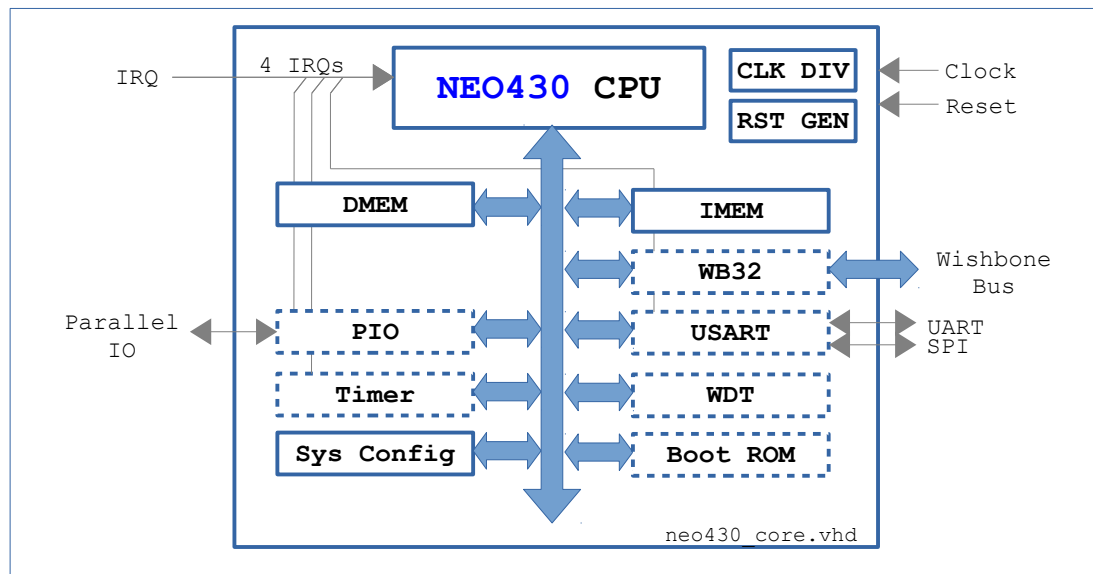 IRQ
4 IRQs
NEO430 CPU
CLK DIV
RST GEN
Clock
Reset
DMEM
IMEM
WB32
Wishbone
Bus
Parallel
IO
PIO
USART
UART
SPI
Timer
WDT
Sys Config
Boot ROM
neo430_core.vhd